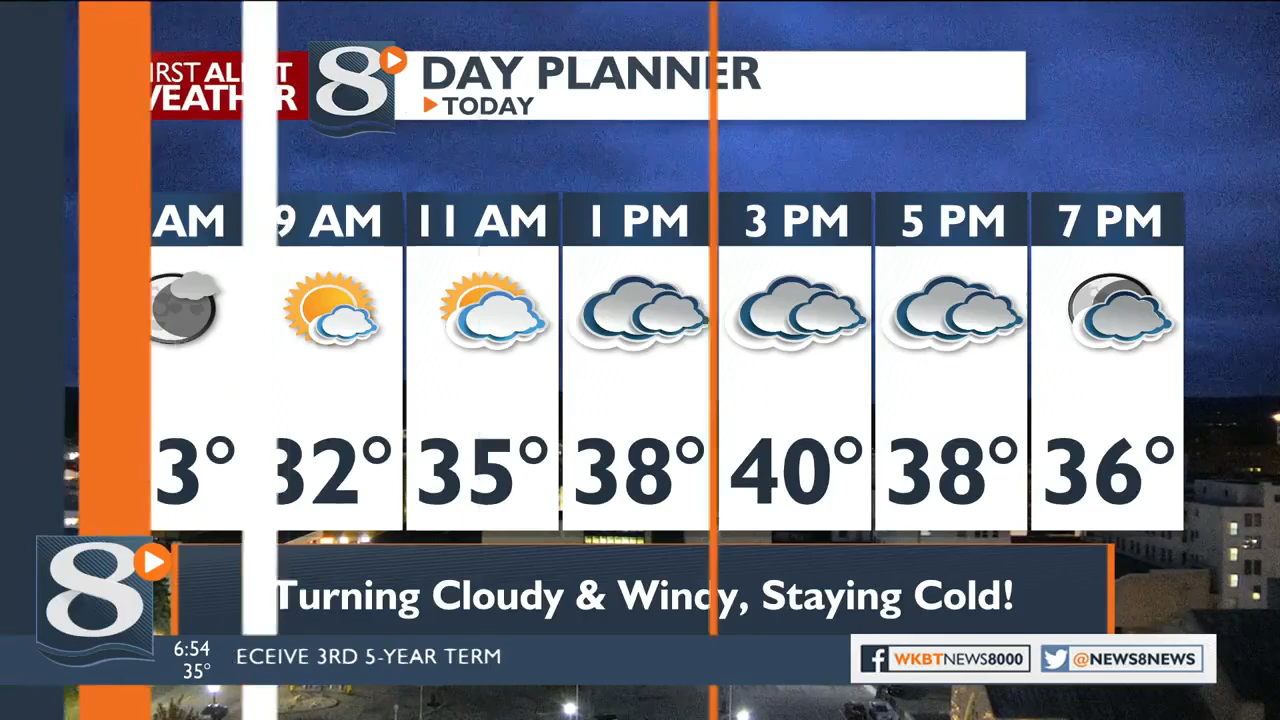 FIRST ALERT
WEATHER
8
DAY PLANNER
TODAY
AM 9 AM 11 AM 1 PM 3 PM 5 PM 7 PM
3° 32° 35° 38° 40° 38° 36°
Turning Cloudy & Windy, Staying Cold!
8
6:54
35°
ECEIVE 3RD 5-YEAR TERM
WKBTNEWS8000
@NEWS8NEWS